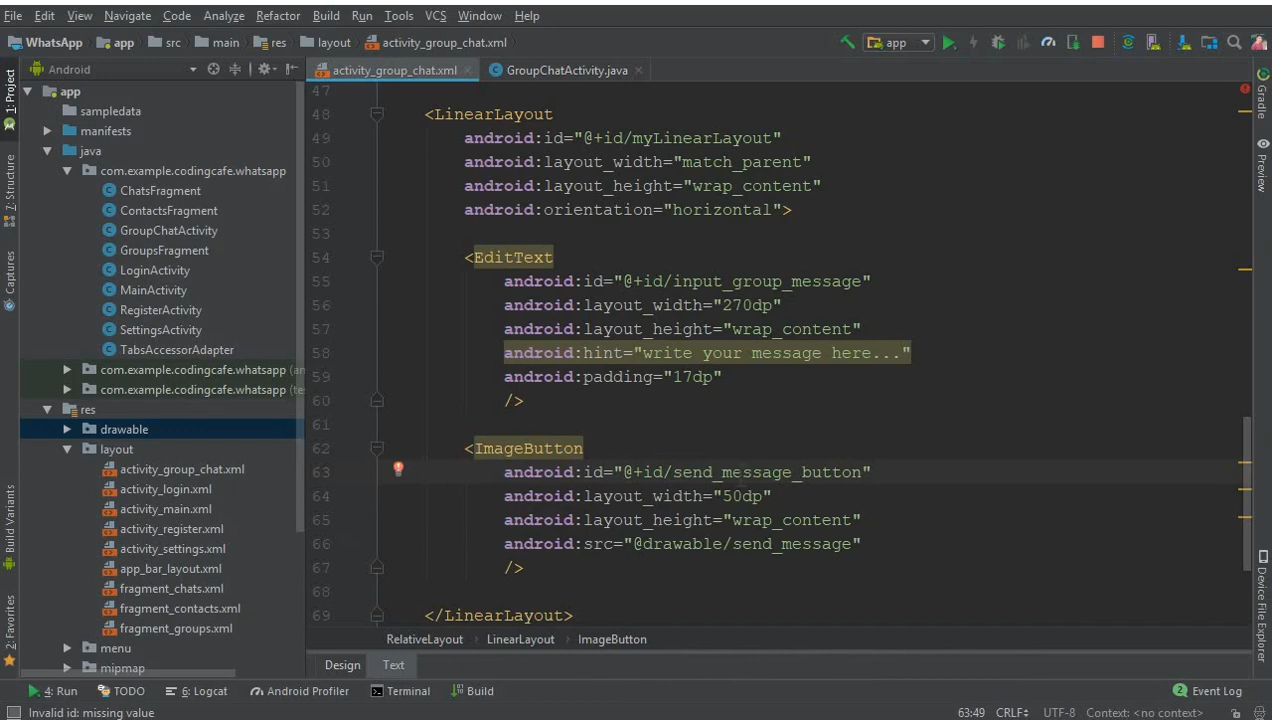 File Edit View Navigate Code Analyze Refactor Build Run Tools VCS Window Help
WhatsApp app src main res layout activity_group_chat.xml app
Android activity_group_chat.xml GroupChatActivity.java
1: Project
7: Structure
Captures
Build Variants
2: Favorites
app
sampledata
manifests
java
com.example.codingcafe.whatsapp
ChatsFragment
ContactsFragment
GroupChatActivity
GroupsFragment
LoginActivity
MainActivity
RegisterActivity
SettingsActivity
TabsAccessorAdapter
com.example.codingcafe.whatsapp (an
com.example.codingcafe.whatsapp (te
res
drawable
layout
activity_group_chat.xml
activity_login.xml
activity_main.xml
activity_register.xml
activity_settings.xml
app_bar_layout.xml
fragment_chats.xml
fragment_contacts.xml
fragment_groups.xml
menu
mipmap
47
48 <LinearLayout
49 android:id="@+id/myLinearLayout"
50 android:layout_width="match_parent"
51 android:layout_height="wrap_content"
52 android:orientation="horizontal">
53
54 <EditText
55 android:id="@+id/input_group_message"
56 android:layout_width="270dp"
57 android:layout_height="wrap_content"
58 android:hint="write your message here..."
59 android:padding="17dp"
60 />
61
62 <ImageButton
63 android:id="@+id/send_message_button"
64 android:layout_width="50dp"
65 android:layout_height="wrap_content"
66 android:src="@drawable/send_message"
67 />
68
69 </LinearLayout>
RelativeLayout LinearLayout ImageButton
Design Text
Gradle
Preview
Device File Explorer
4: Run TODO 6: Logcat Android Profiler Terminal Build 2 Event Log
Invalid id: missing value 63:49 CRLF UTF-8 Context: <no context>